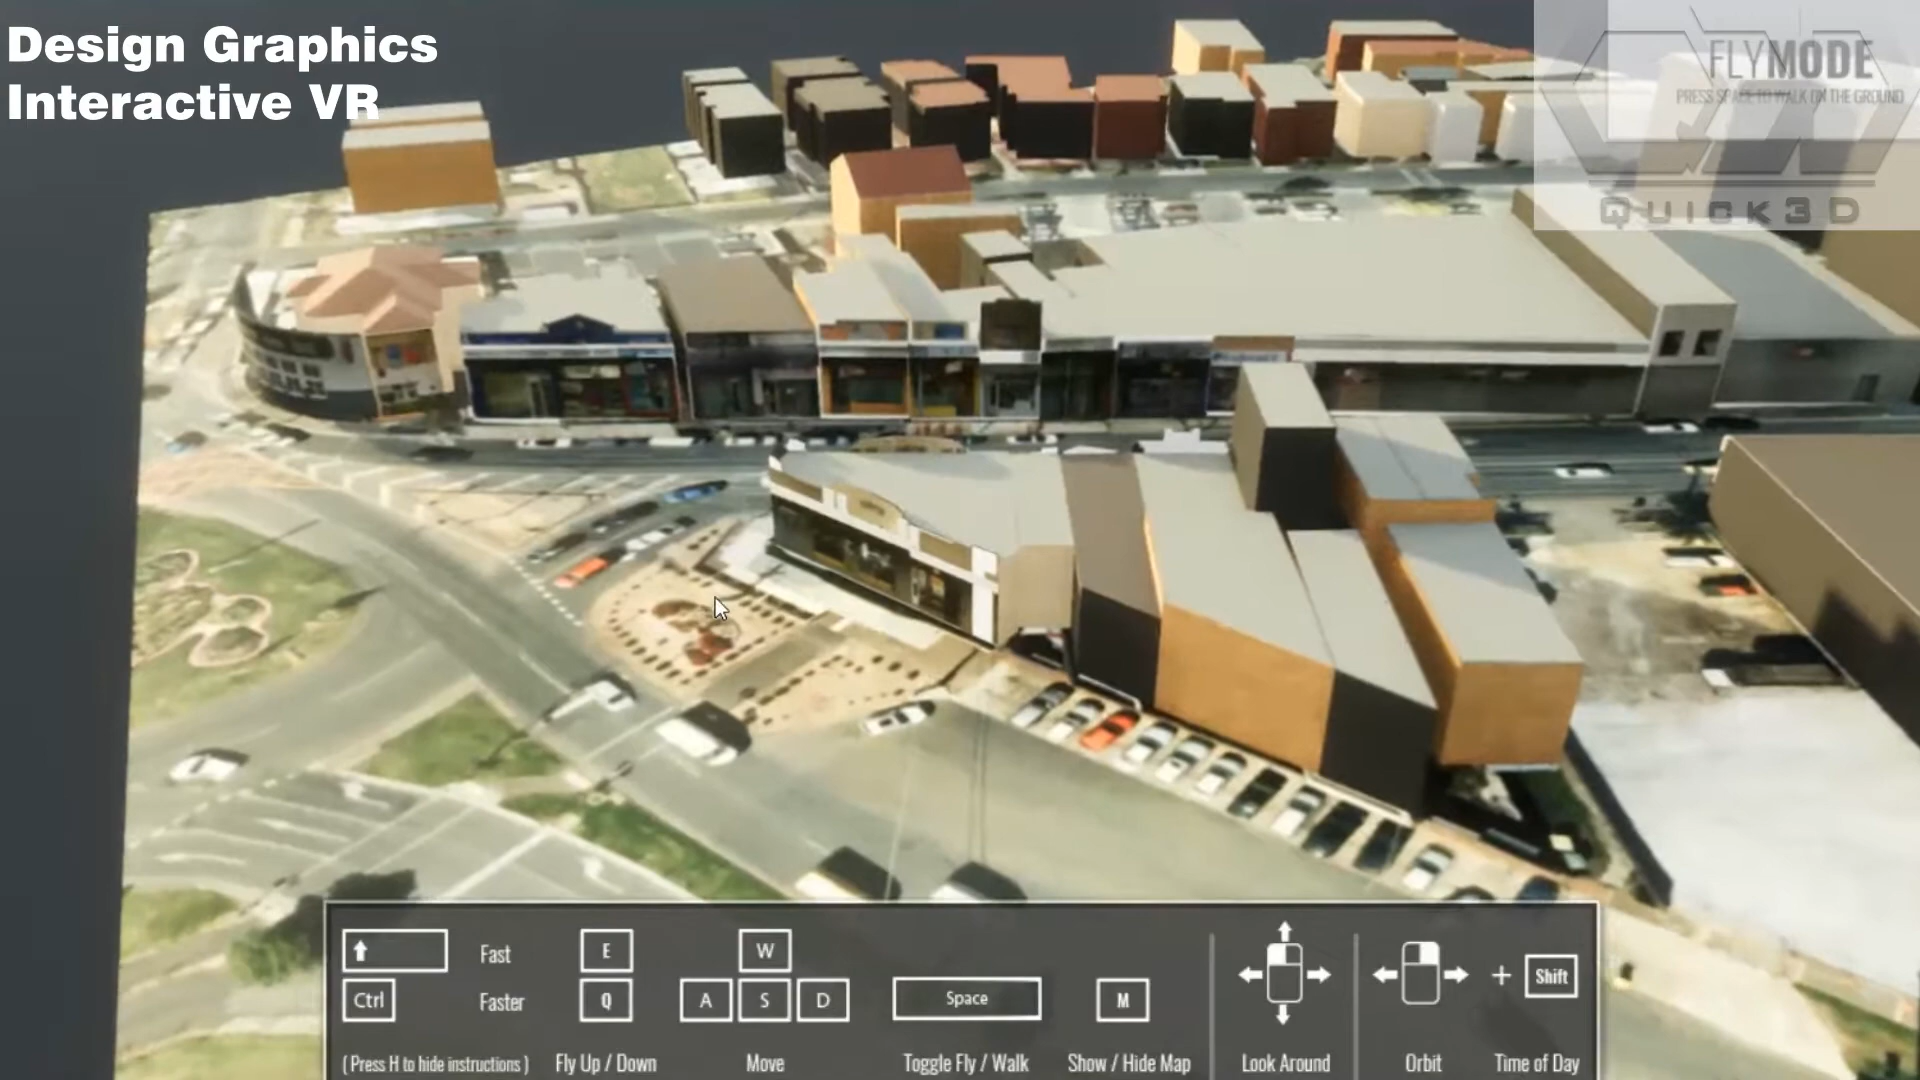 Design Graphics
Interactive VR
FLYMODE
PRESS SPACE TO WALK ON THE GROUND
QUICK3D
Fast
E
W
Ctrl
Faster
Q
A
S
D
Space
M
+
Shift
( Press H to hide instructions )
Fly Up / Down
Move
Toggle Fly / Walk
Show / Hide Map
Look Around
Orbit
Time of Day